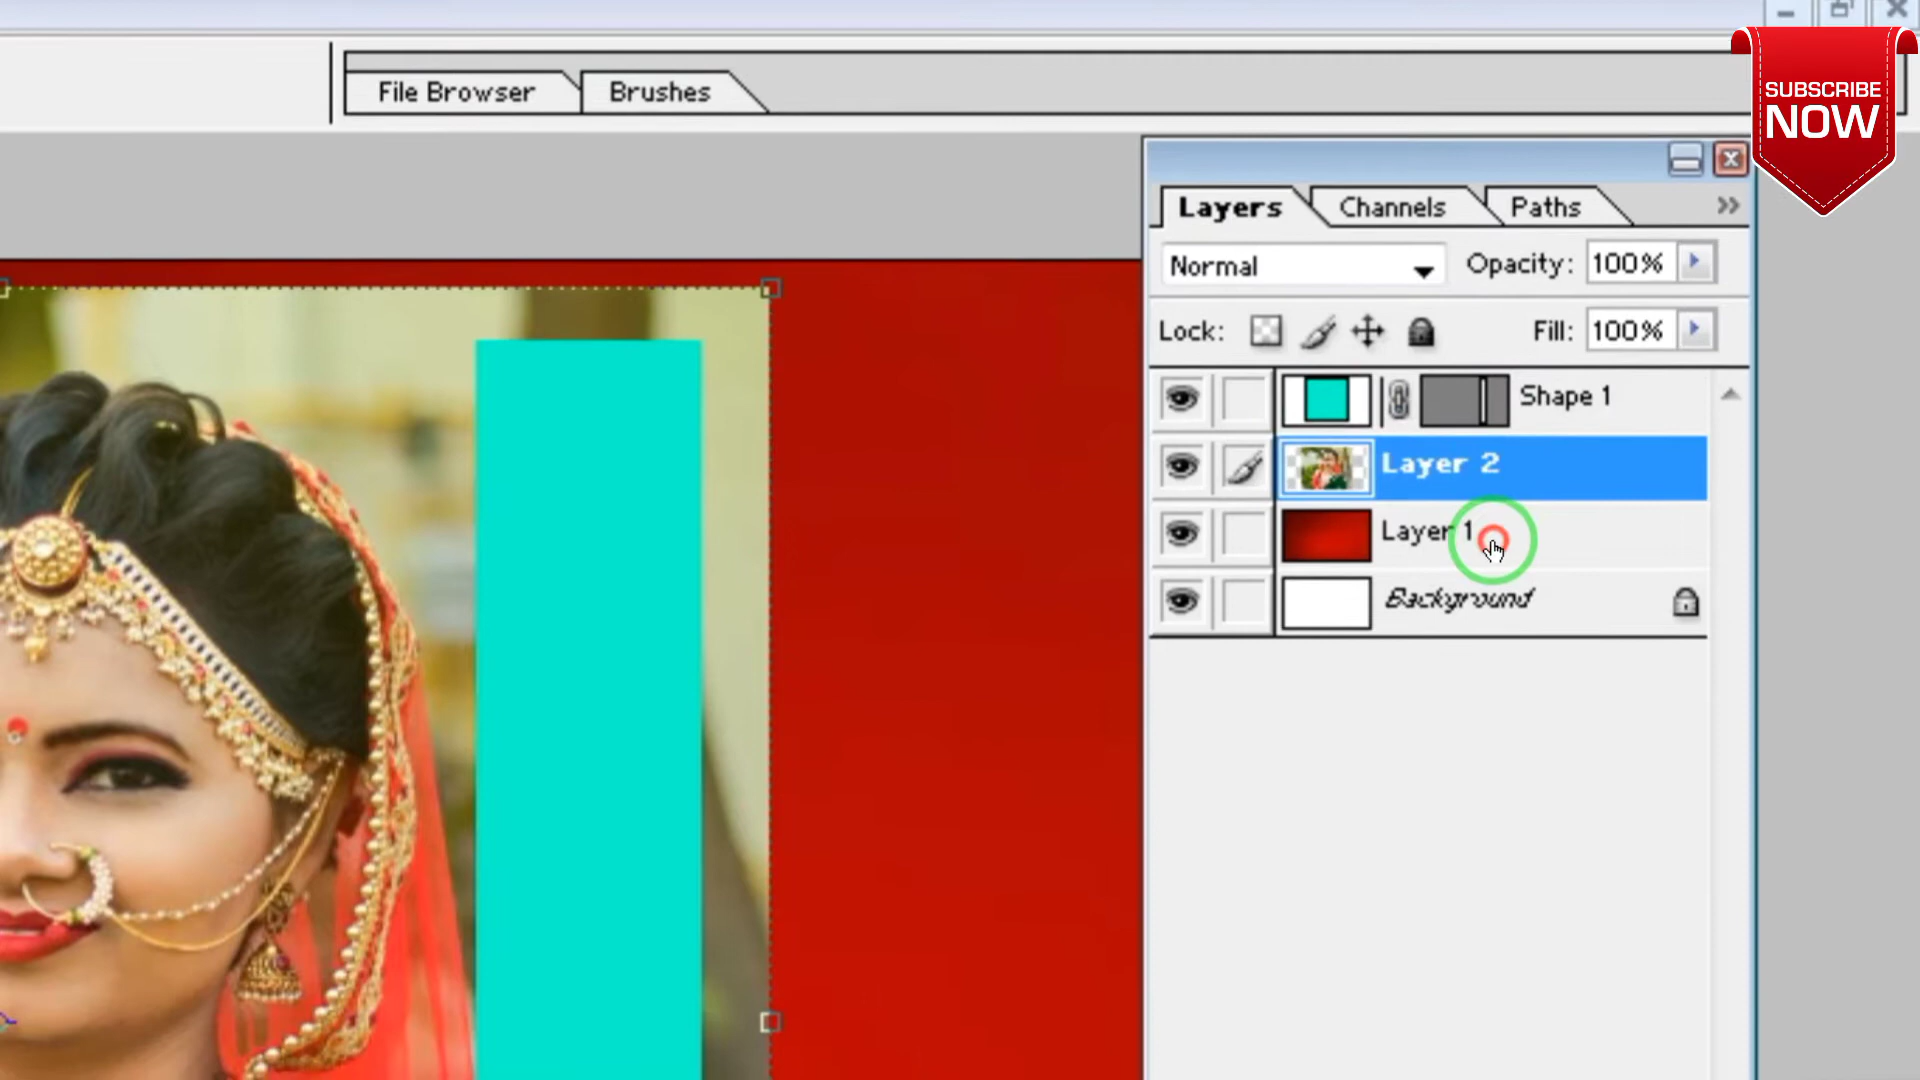 File Browser
Brushes
SUBSCRIBE
NOW
Layers
Channels
Paths
Normal
Opacity: 100%
Lock:
Fill: 100%
Shape 1
Layer 2
Layer 1
Background